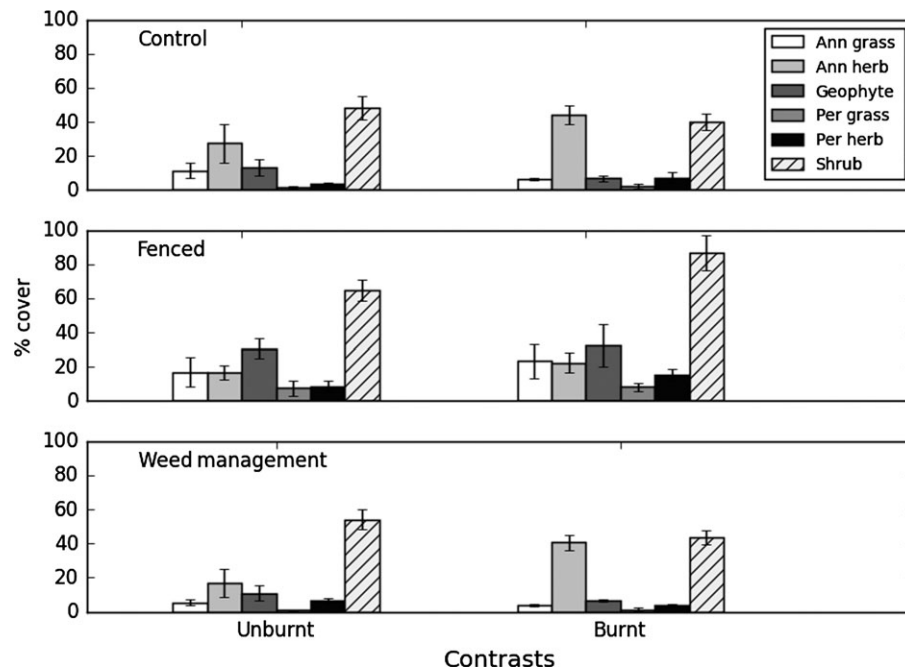 100
80
60
40
20
0
Control
Ann grass
Ann herb
Geophyte
Per grass
Per herb
Shrub
100
80
60
40
20
0
Fenced
% cover
100
80
60
40
20
0
Weed management
Unburnt
Burnt
Contrasts